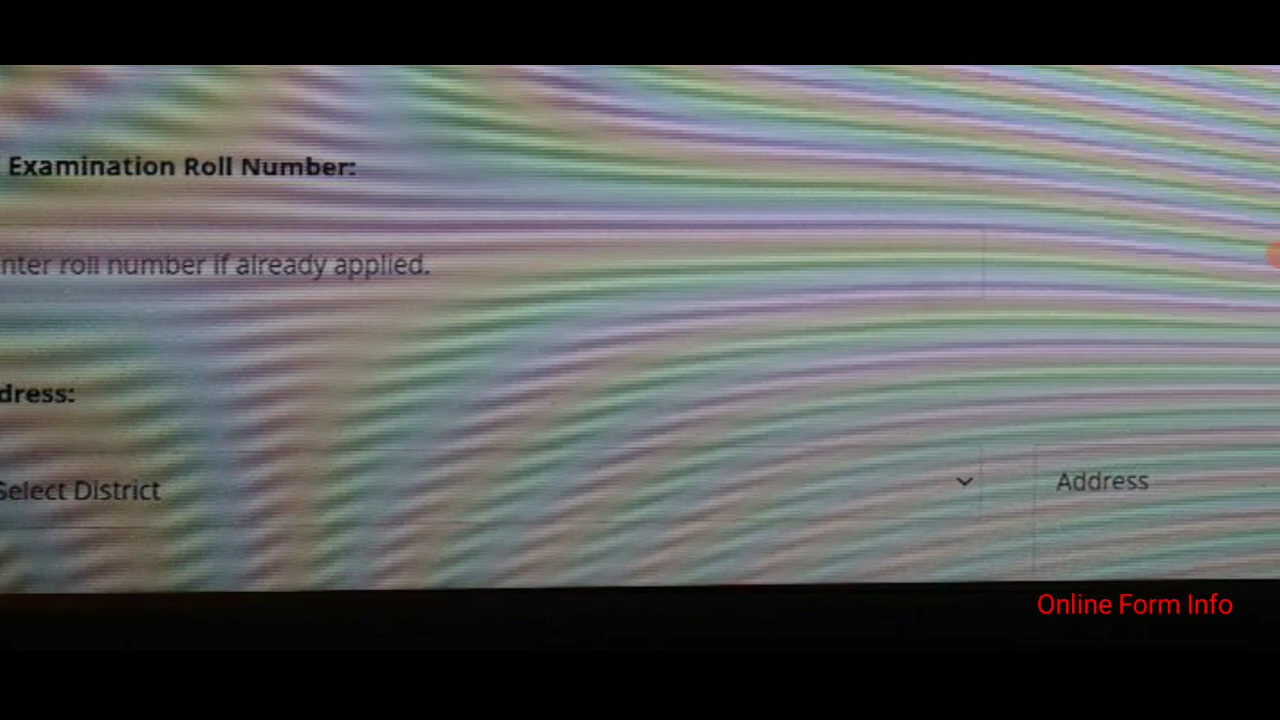 Examination Roll Number:
nter roll number if already applied.
dress:
Select District
Address
Online Form Info